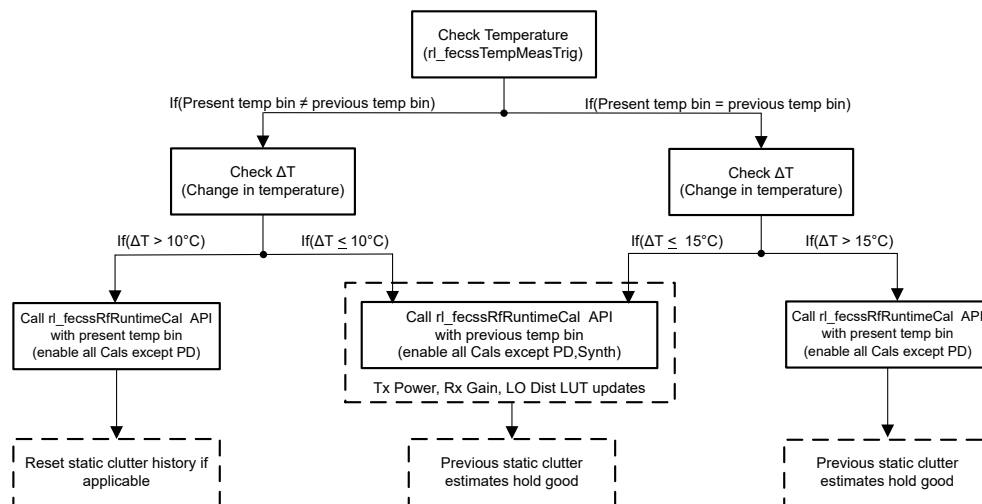 Check Temperature
(rl_fecssTempMeasTrig)
If(Present temp bin ≠ previous temp bin)
If(Present temp bin = previous temp bin)
Check ΔT
(Change in temperature)
Check ΔT
(Change in temperature)
If(ΔT > 10°C)
If(ΔT ≤ 10°C)
If(ΔT ≤ 15°C)
If(ΔT > 15°C)
Call rl_fecssRfRuntimeCal API
with present temp bin
(enable all Cals except PD)
Call rl_fecssRfRuntimeCal API
with previous temp bin
(enable all Cals except PD,Synth)
Tx Power, Rx Gain, LO Dist LUT updates
Call rl_fecssRfRuntimeCal API
with present temp bin
(enable all Cals except PD)
Reset static clutter history if
applicable
Previous static clutter
estimates hold good
Previous static clutter
estimates hold good